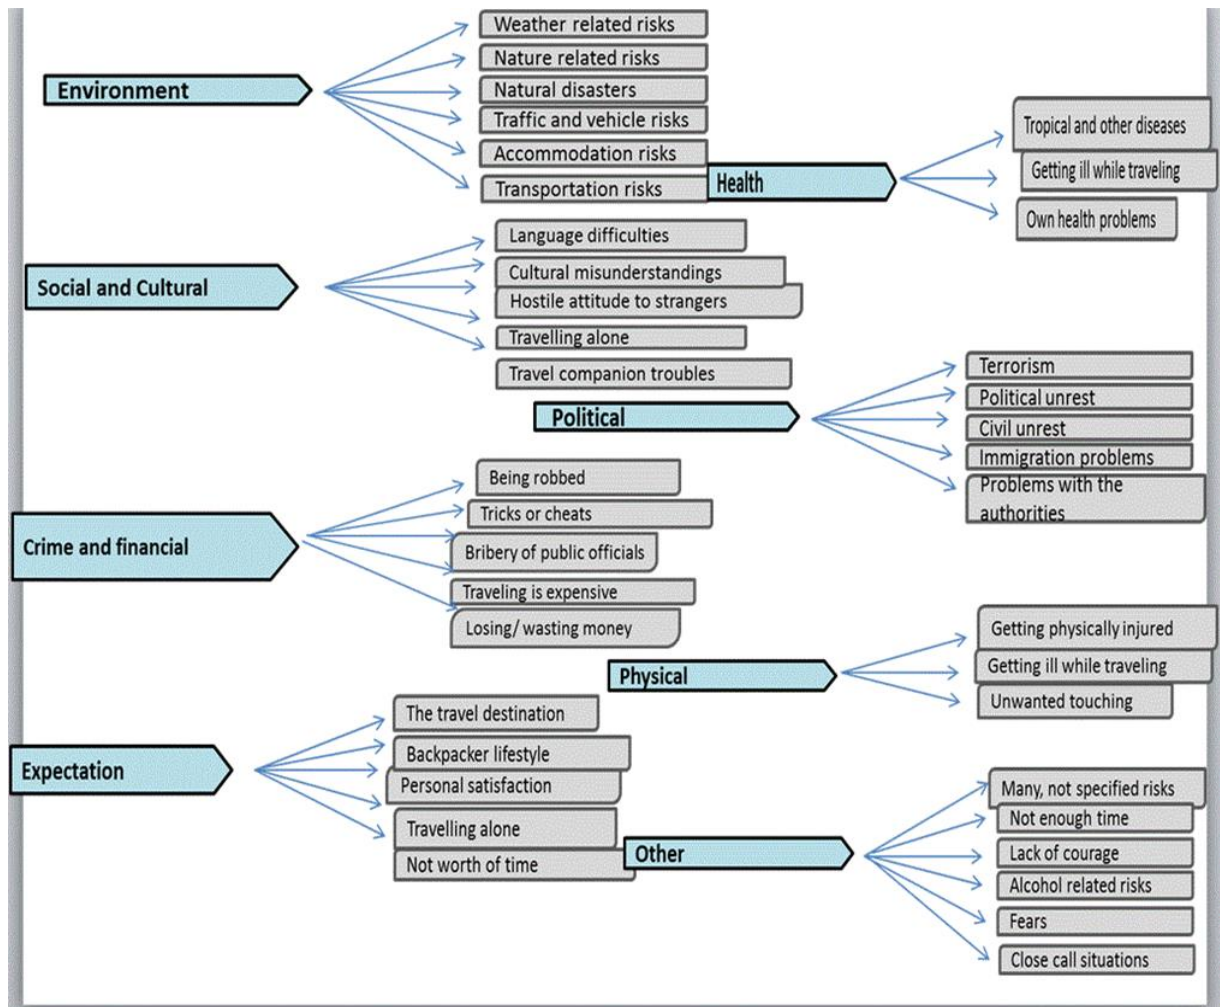 Environment
Weather related risks
Nature related risks
Natural disasters
Traffic and vehicle risks
Accommodation risks
Transportation risks
Health
Tropical and other diseases
Getting ill while traveling
Own health problems
Social and Cultural
Language difficulties
Cultural misunderstandings
Hostile attitude to strangers
Travelling alone
Travel companion troubles
Political
Terrorism
Political unrest
Civil unrest
Immigration problems
Problems with the
authorities
Crime and financial
Being robbed
Tricks or cheats
Bribery of public officials
Traveling is expensive
Losing/ wasting money
Physical
Getting physically injured
Getting ill while traveling
Unwanted touching
Expectation
The travel destination
Backpacker lifestyle
Personal satisfaction
Travelling alone
Not worth of time
Other
Many, not specified risks
Not enough time
Lack of courage
Alcohol related risks
Fears
Close call situations